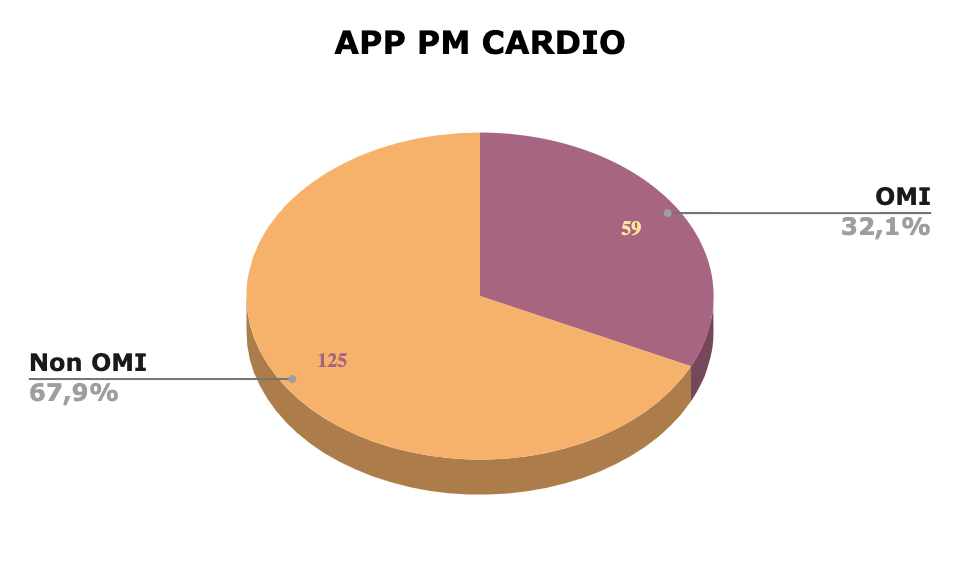 APP PM CARDIO
OMI
32,1%
59
125
Non OMI
67,9%